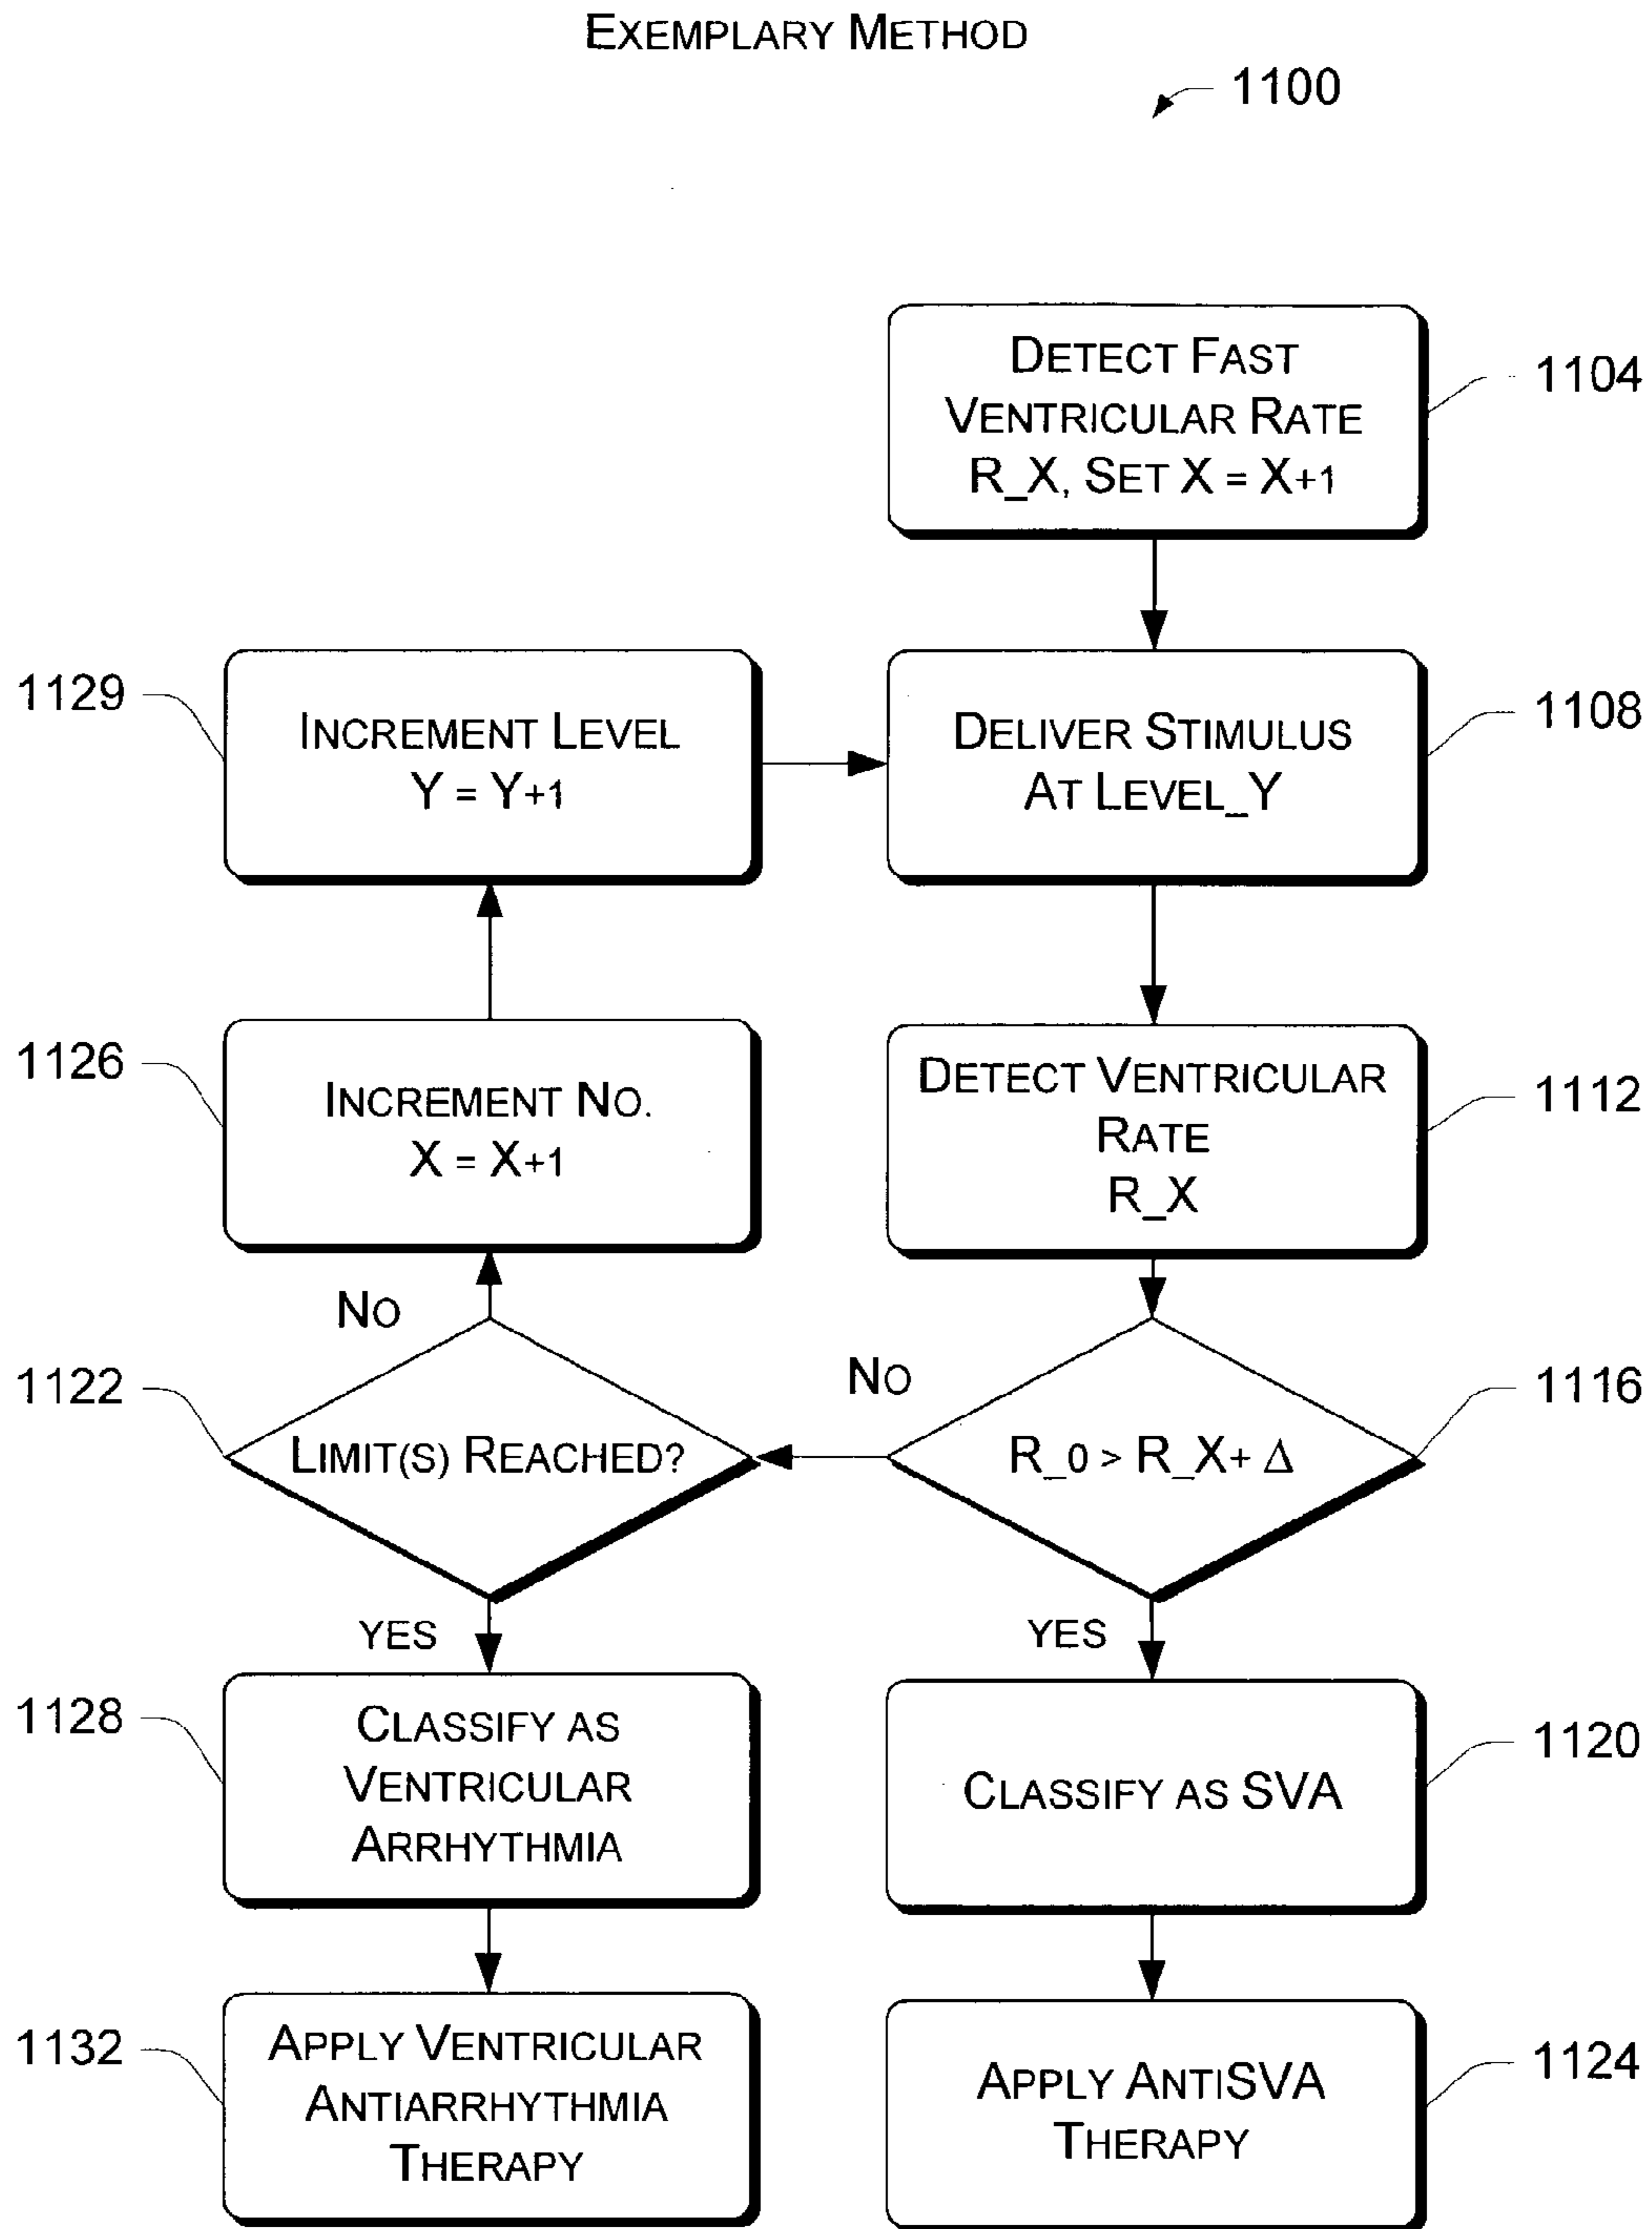 EXEMPLARY METHOD
1100
DETECT FAST
VENTRICULAR RATE
R_X, SET X = X+1
1104
1129
INCREMENT LEVEL
Y = Y+1
DELIVER STIMULUS
AT LEVEL_Y
1108
1126
INCREMENT NO.
X = X+1
DETECT VENTRICULAR
RATE
R_X
1112
NO
1122
LIMIT(S) REACHED?
NO
R_0 > R_X+ Δ
1116
YES
YES
1128
CLASSIFY AS
VENTRICULAR
ARRHYTHMIA
CLASSIFY AS SVA
1120
1132
APPLY VENTRICULAR
ANTIARRHYTHMIA
THERAPY
APPLY ANTISVA
THERAPY
1124